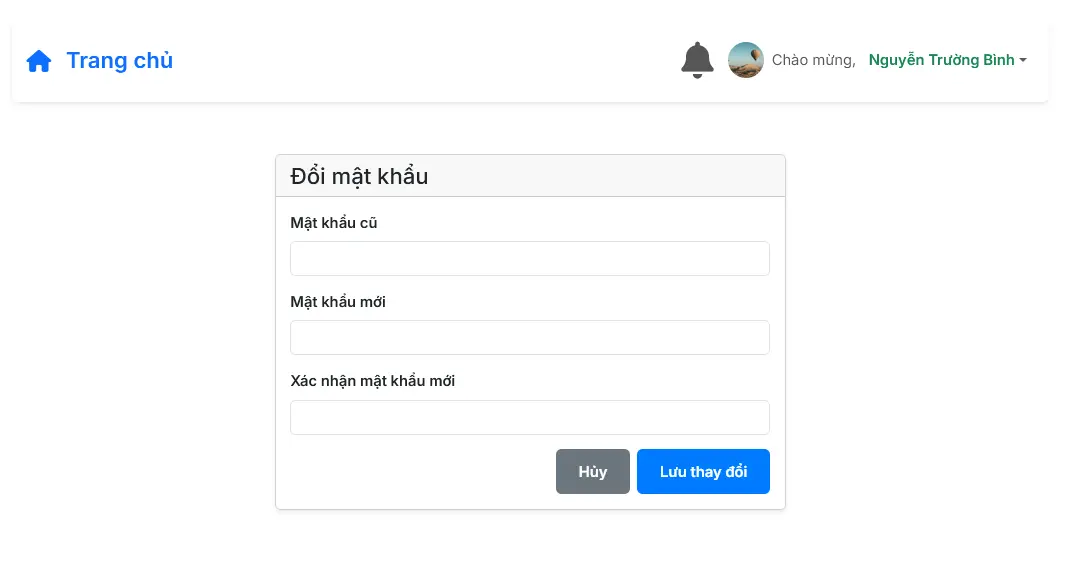 Trang chủ
Chào mừng, Nguyễn Trường Bình
Đổi mật khẩu
Mật khẩu cũ
Mật khẩu mới
Xác nhận mật khẩu mới
Hủy Lưu thay đổi